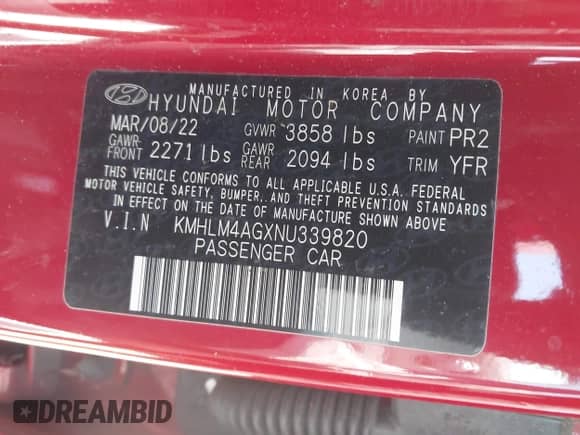 MANUFACTURED IN KOREA BY
HYUNDAI MOTOR COMPANY
MAR/08/22 GVWR 3858 lbs PAINT PR2
GAWR FRONT 2271 lbs GAWR REAR 2094 lbs TRIM YFR
THIS VEHICLE CONFORMS TO ALL APPLICABLE U.S.A. FEDERAL
MOTOR VEHICLE SAFETY, BUMPER, AND THEFT PREVENTION STANDARDS
IN EFFECT ON THE DATE OF MANUFACTURE SHOWN ABOVE.
V.I.N KMHLM4AGXNU339820
PASSENGER CAR
DREAMBID